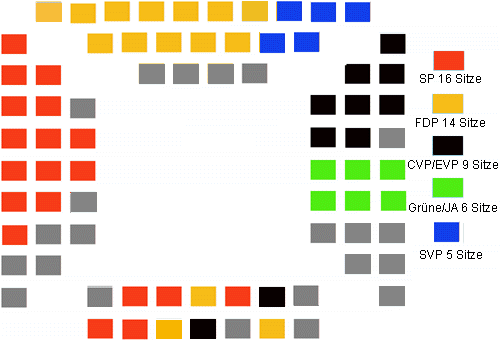 SP 16 Sitze
FDP 14 Sitze
CVP/EVP 9 Sitze
Grüne/JA 6 Sitze
SVP 5 Sitze